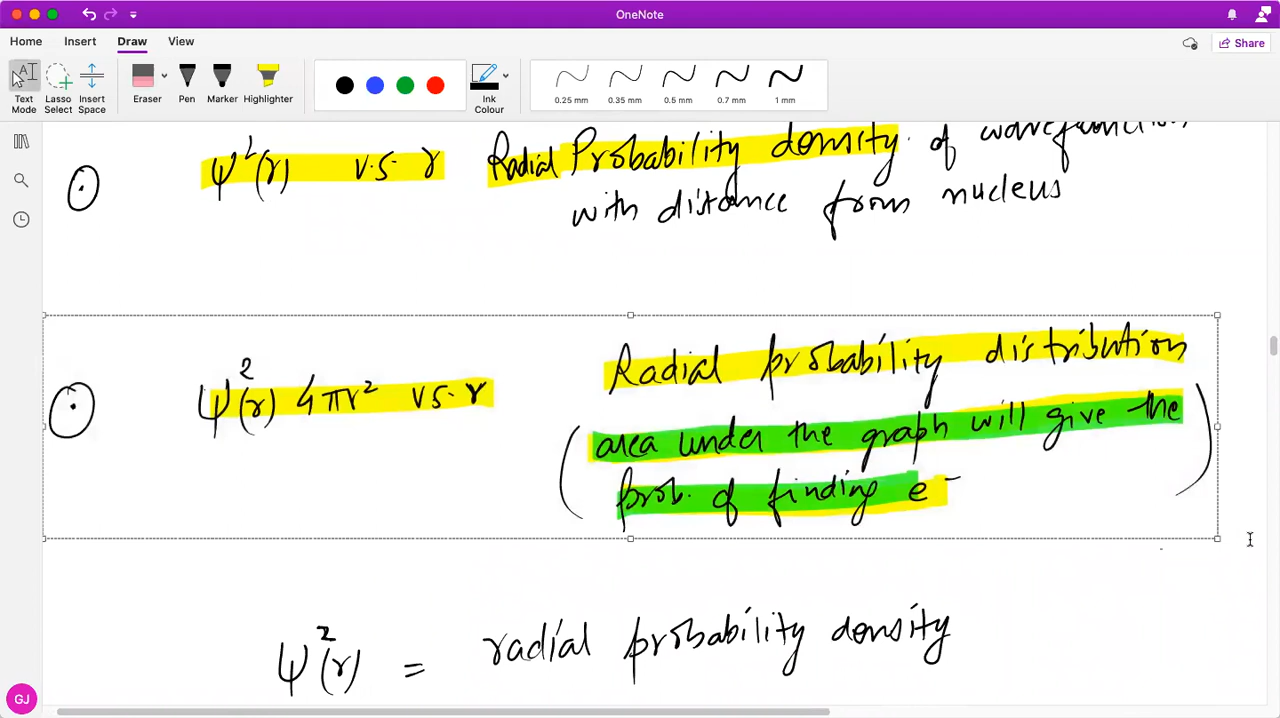 OneNote
Home Insert Draw View
Share
Text Mode
Lasso Select
Insert Space
Eraser
Pen
Marker
Highlighter
Ink Colour
0.25 mm
0.35 mm
0.5 mm
0.7 mm
1 mm
ψ²(r) v.s. r Radial Probability density. of wavefunction
with distance from nucleus
ψ²(r) 4πr² vs. r Radial probability distribution
(area under the graph will give the
prob. of finding e⁻)
ψ²(r) = radial probability density
GJ